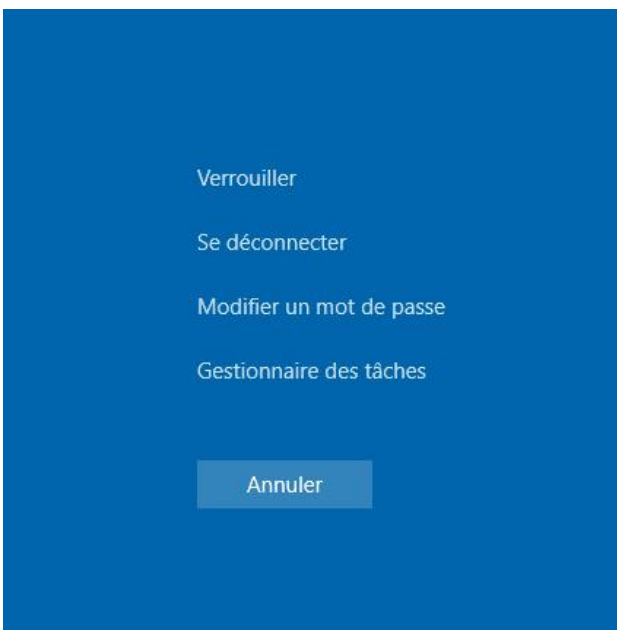 Verrouiller
Se déconnecter
Modifier un mot de passe
Gestionnaire des tâches
Annuler